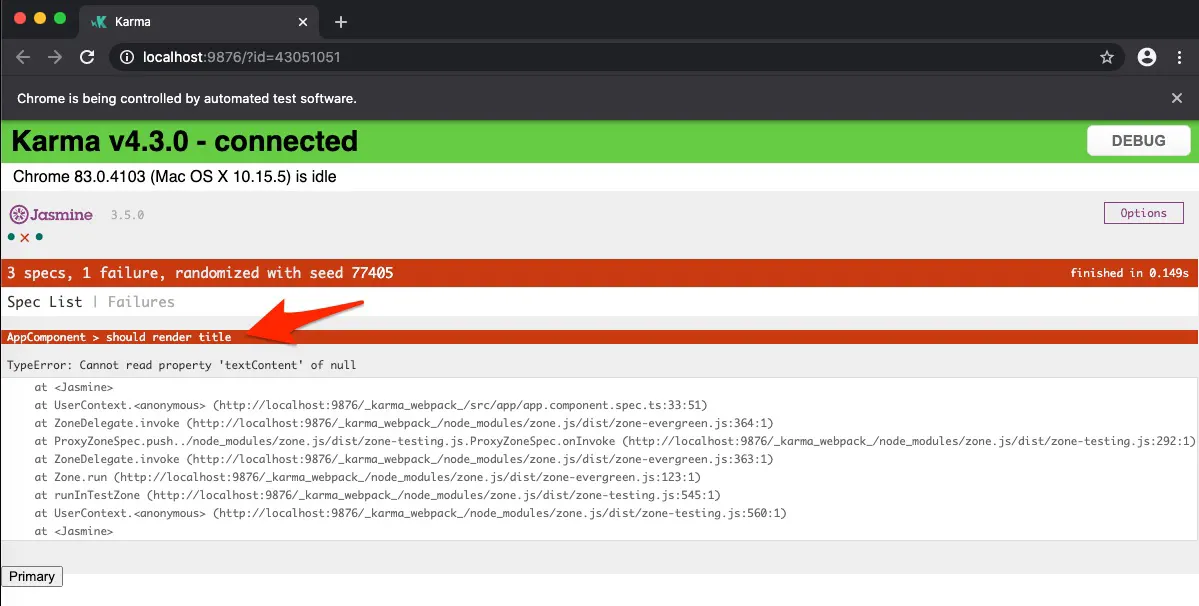 Karma
localhost:9876/?id=43051051
Chrome is being controlled by automated test software.
Karma v4.3.0 - connected
DEBUG
Chrome 83.0.4103 (Mac OS X 10.15.5) is idle
Jasmine 3.5.0
Options
3 specs, 1 failure, randomized with seed 77405
finished in 0.149s
Spec List | Failures
AppComponent > should render title
TypeError: Cannot read property 'textContent' of null
at <Jasmine>
at UserContext.<anonymous> (http://localhost:9876/_karma_webpack_/src/app/app.component.spec.ts:33:51)
at ZoneDelegate.invoke (http://localhost:9876/_karma_webpack_/node_modules/zone.js/dist/zone-evergreen.js:364:1)
at ProxyZoneSpec.push../node_modules/zone.js/dist/zone-testing.js.ProxyZoneSpec.onInvoke (http://localhost:9876/_karma_webpack_/node_modules/zone.js/dist/zone-testing.js:292:1)
at ZoneDelegate.invoke (http://localhost:9876/_karma_webpack_/node_modules/zone.js/dist/zone-evergreen.js:363:1)
at Zone.run (http://localhost:9876/_karma_webpack_/node_modules/zone.js/dist/zone-evergreen.js:123:1)
at runInTestZone (http://localhost:9876/_karma_webpack_/node_modules/zone.js/dist/zone-testing.js:545:1)
at UserContext.<anonymous> (http://localhost:9876/_karma_webpack_/node_modules/zone.js/dist/zone-testing.js:560:1)
at <Jasmine>
Primary